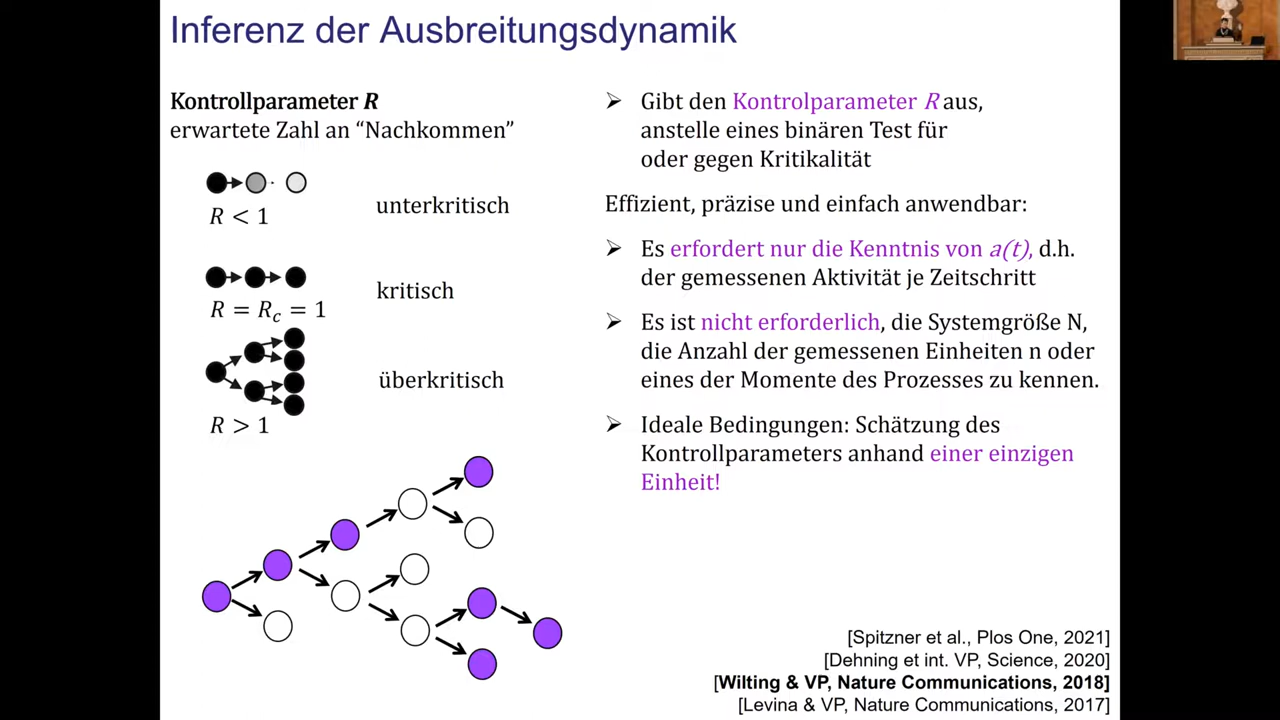 Inferenz der Ausbreitungsdynamik
Kontrollparameter R
erwartete Zahl an “Nachkommen”
R < 1
unterkritisch
R = R_c = 1
kritisch
R > 1
überkritisch
➢ Gibt den Kontrolparameter R aus,
anstelle eines binären Test für
oder gegen Kritikalität
Effizient, präzise und einfach anwendbar:
➢ Es erfordert nur die Kenntnis von a(t), d.h.
der gemessenen Aktivität je Zeitschritt
➢ Es ist nicht erforderlich, die Systemgröße N,
die Anzahl der gemessenen Einheiten n oder
eines der Momente des Prozesses zu kennen.
➢ Ideale Bedingungen: Schätzung des
Kontrollparameters anhand einer einzigen
Einheit!
[Spitzner et al., Plos One, 2021]
[Dehning et int. VP, Science, 2020]
[Wilting & VP, Nature Communications, 2018]
[Levina & VP, Nature Communications, 2017]